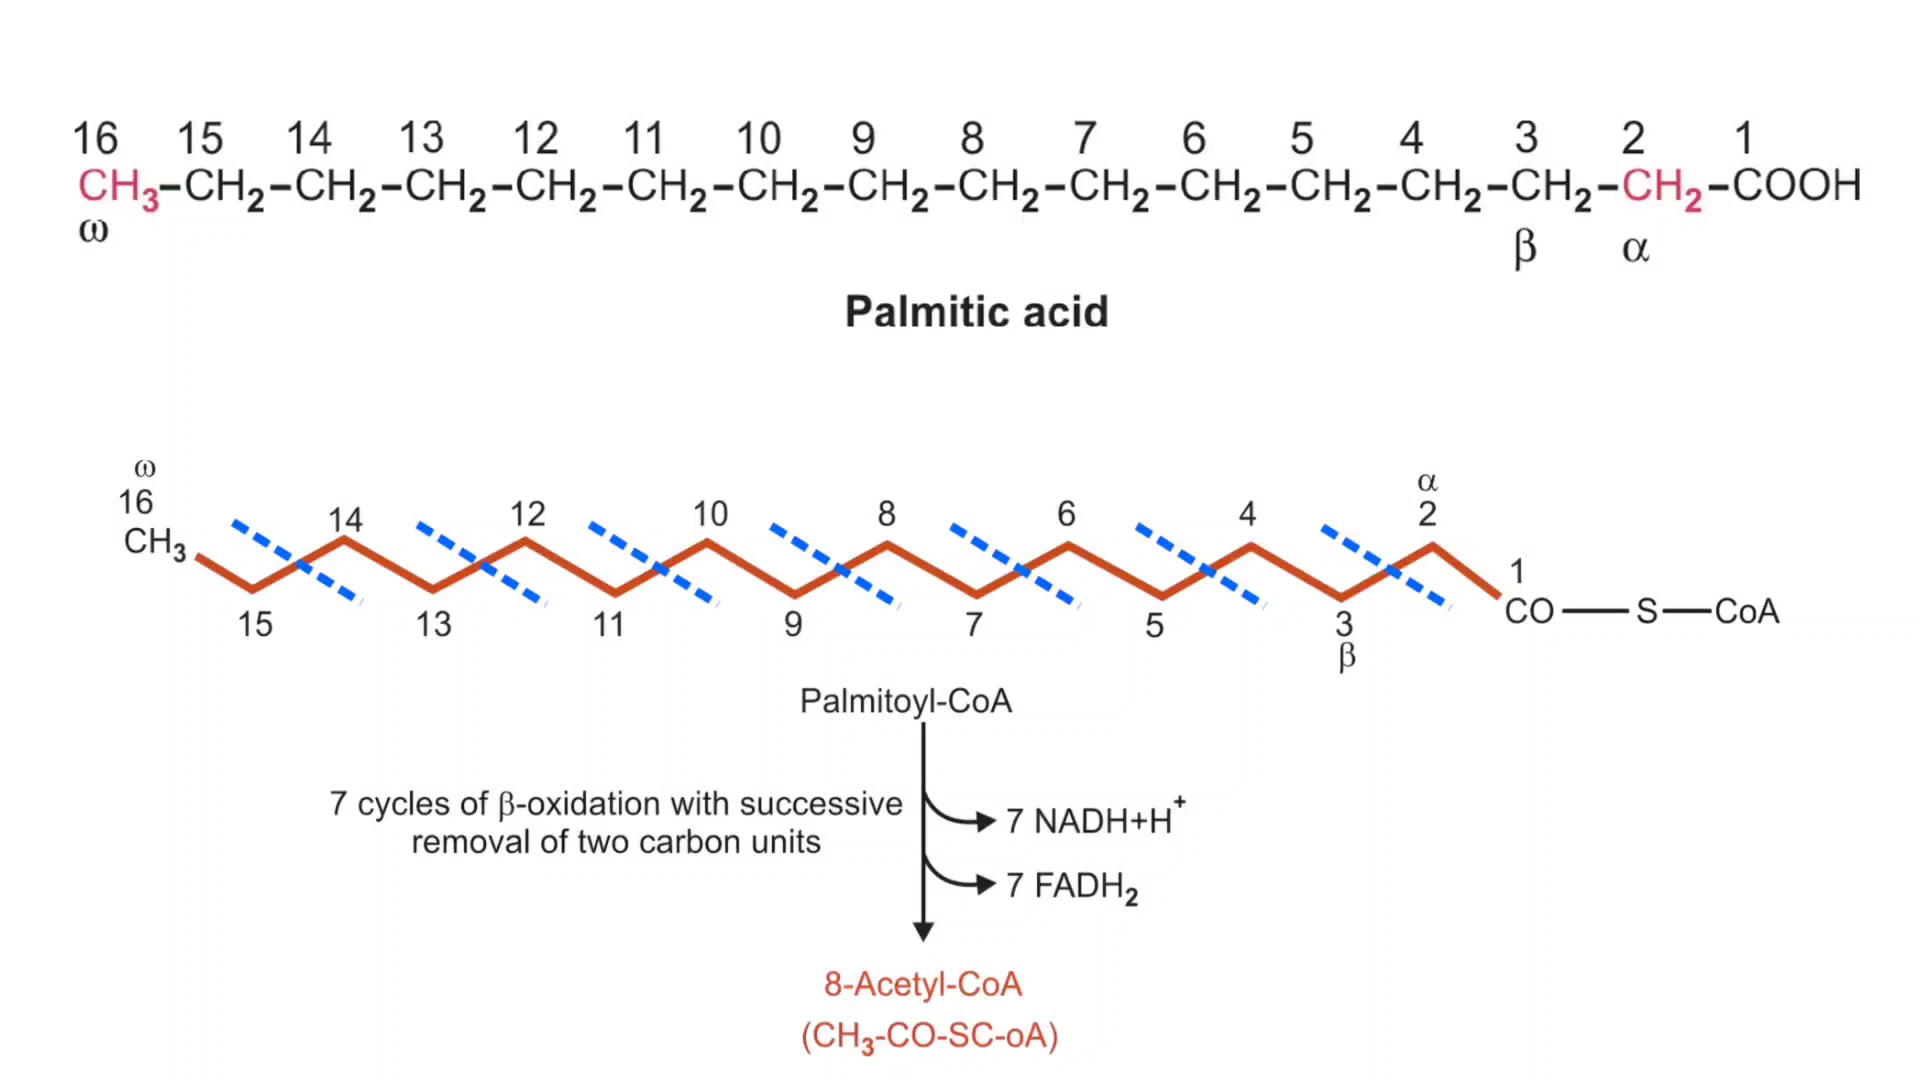 16 15 14 13 12 11 10 9 8 7 6 5 4 3 2 1
CH₃–CH₂–CH₂–CH₂–CH₂–CH₂–CH₂–CH₂–CH₂–CH₂–CH₂–CH₂–CH₂–CH₂–CH₂–COOH
ω β α
Palmitic acid
ω α
16 14 12 10 8 6 4 2
CH₃
1
CO — S — CoA
15 13 11 9 7 5 3
β
Palmitoyl-CoA
7 cycles of β-oxidation with successive
removal of two carbon units
7 NADH+H⁺
7 FADH₂
8-Acetyl-CoA
(CH₃-CO-SC-oA)